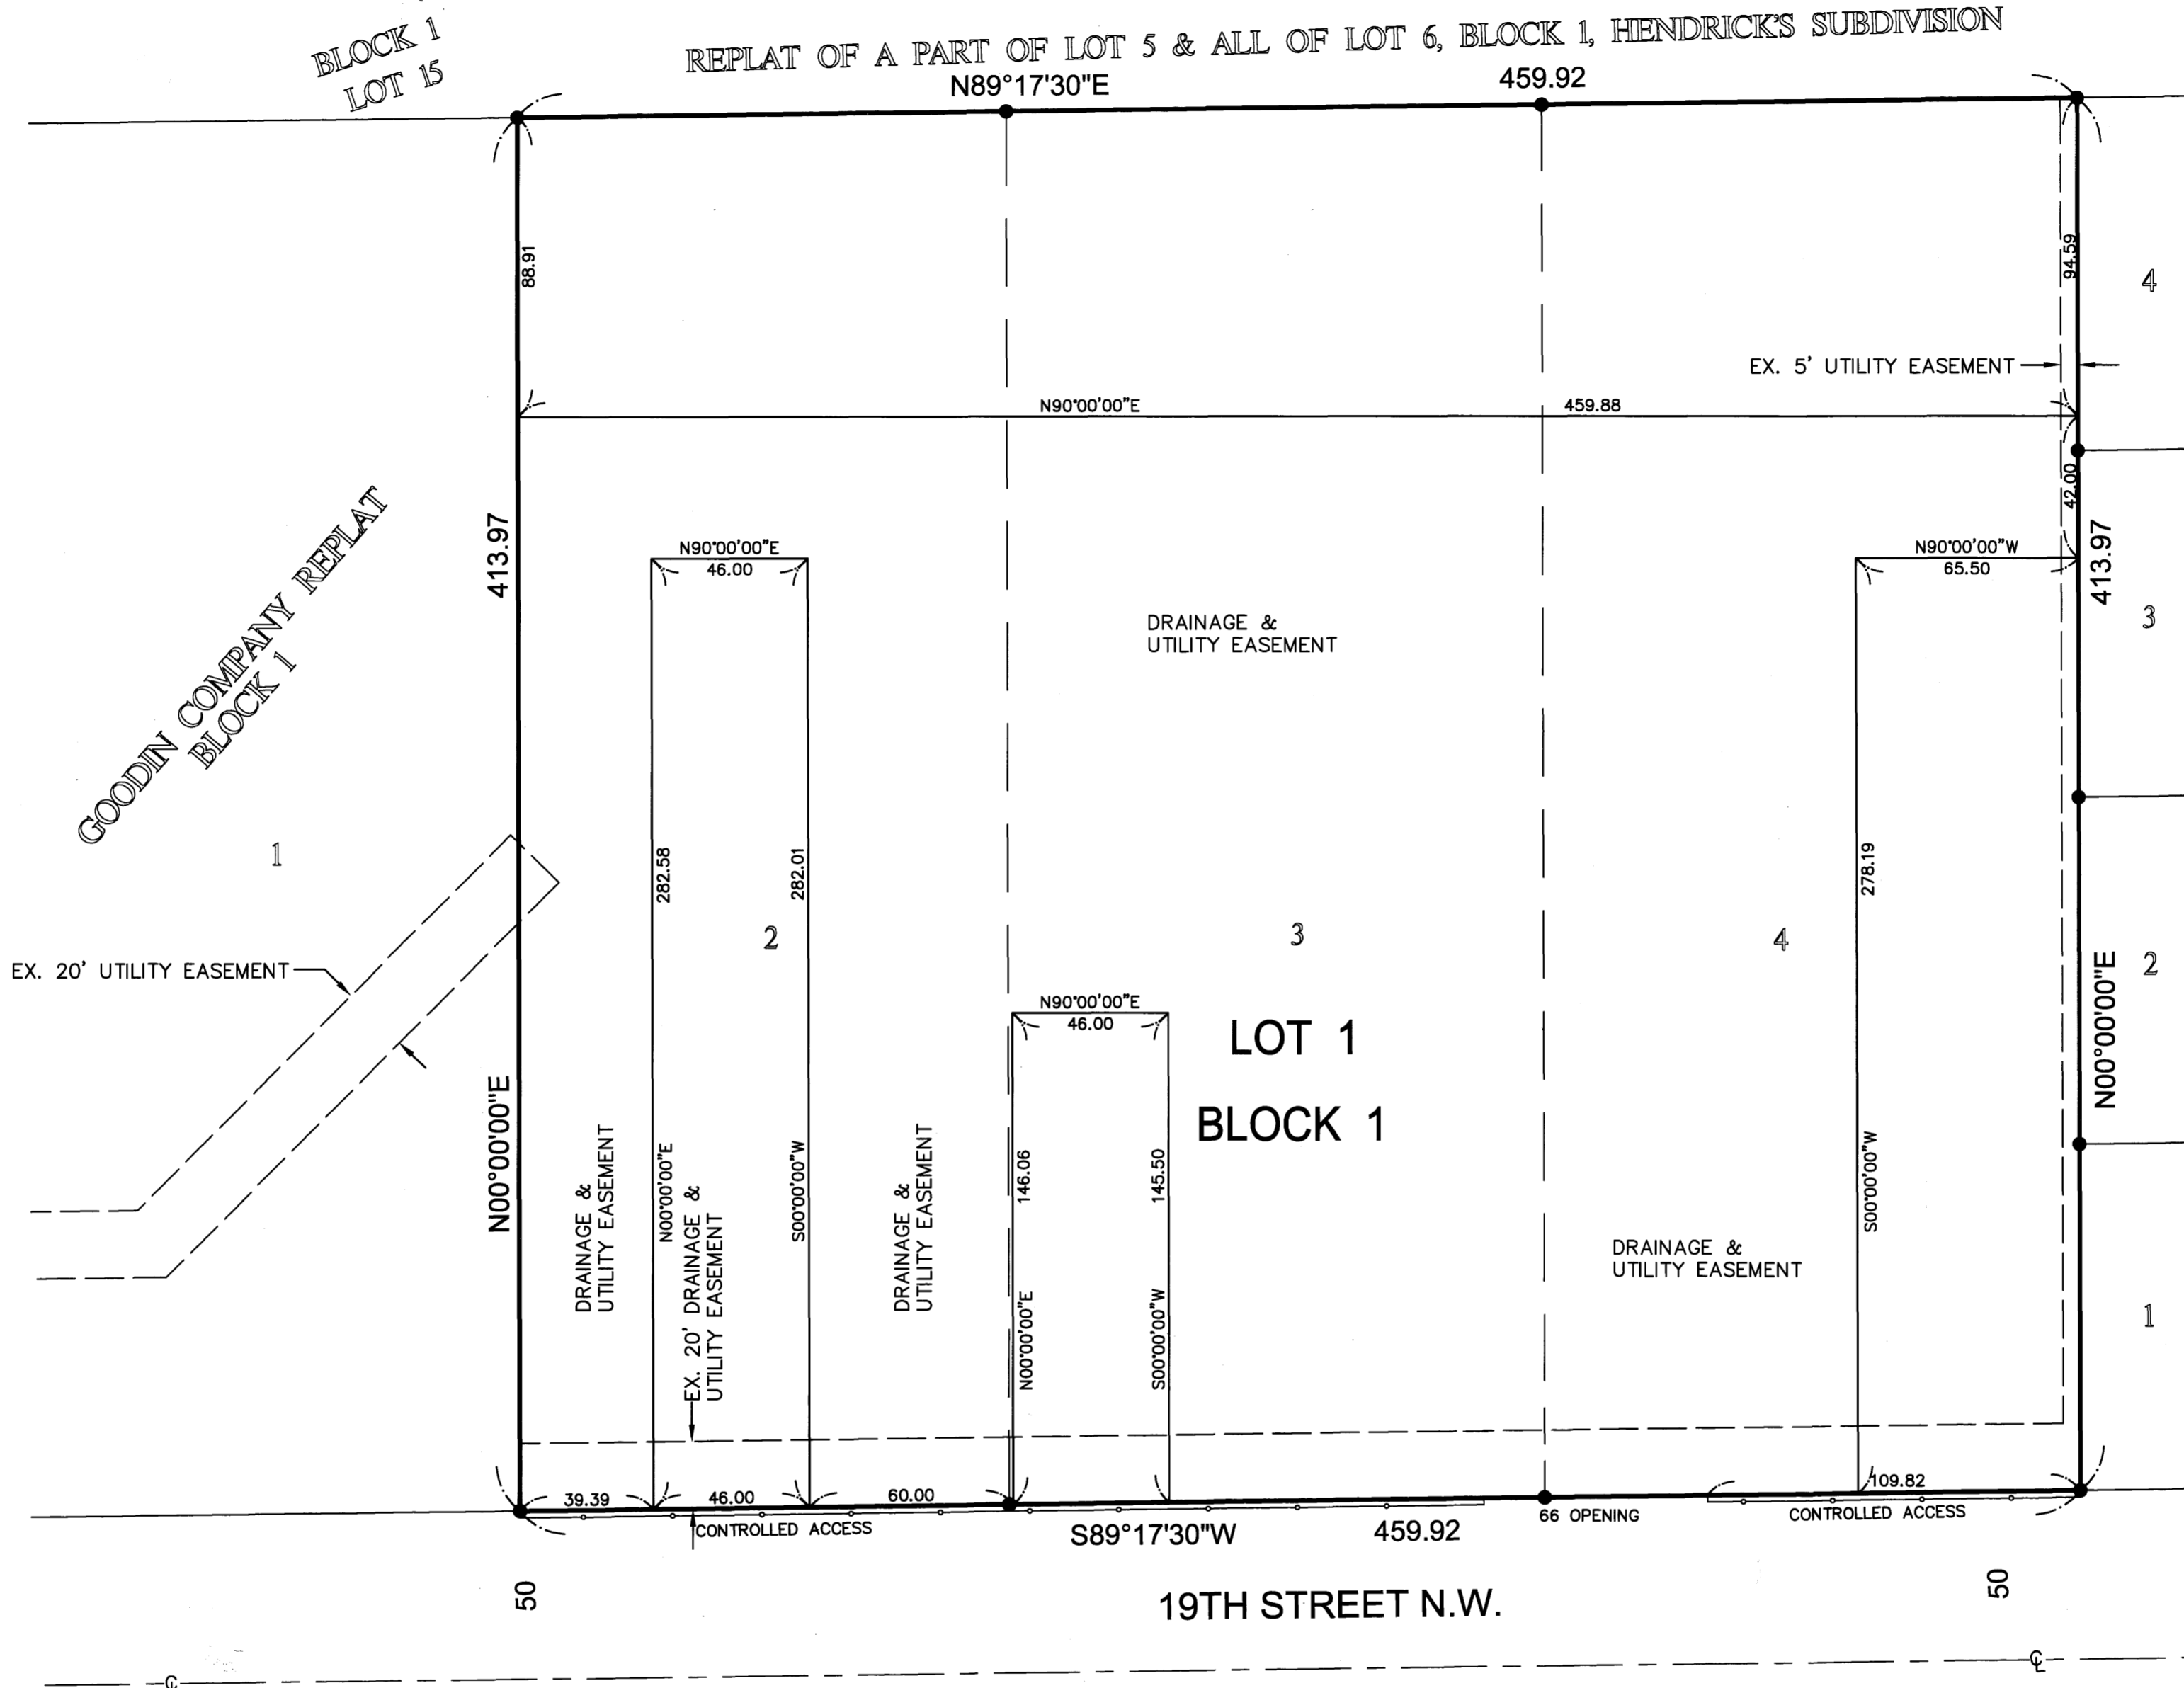 BLOCK 1
LOT 15
REPLAT OF A PART OF LOT 5 & ALL OF LOT 6, BLOCK 1, HENDRICK'S SUBDIVISION
N89°17'30"E
459.92
88.91
94.59
4
EX. 5' UTILITY EASEMENT
N90°00'00"E
459.88
42.00
GOODIN COMPANY REPLAT
BLOCK 1
413.97
N90°00'00"E
46.00
N90°00'00"W
65.50
413.97
3
DRAINAGE &
UTILITY EASEMENT
1
282.58
282.01
278.19
2
3
4
2
EX. 20' UTILITY EASEMENT
N90°00'00"E
46.00
LOT 1
BLOCK 1
N00°00'00"E
N00°00'00"E
146.06
145.50
DRAINAGE &
UTILITY EASEMENT
N00°00'00"E
S00°00'00"W
DRAINAGE &
UTILITY EASEMENT
S00°00'00"W
EX. 20' DRAINAGE &
UTILITY EASEMENT
N00°00'00"E
S00°00'00"W
DRAINAGE &
UTILITY EASEMENT
1
39.39
46.00
60.00
109.82
CONTROLLED ACCESS
66 OPENING
CONTROLLED ACCESS
S89°17'30"W
459.92
50
50
19TH STREET N.W.
℄
℄